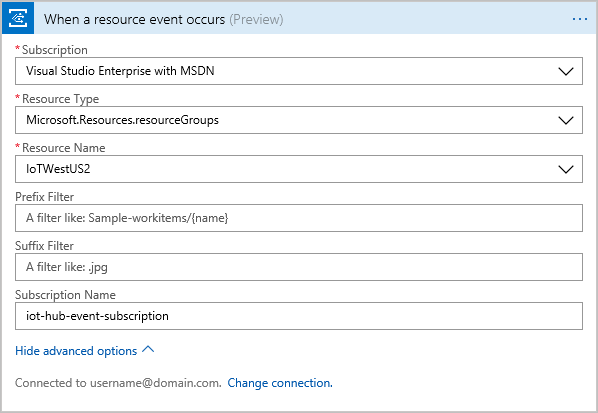 When a resource event occurs (Preview)
* Subscription
Visual Studio Enterprise with MSDN
* Resource Type
Microsoft.Resources.resourceGroups
* Resource Name
IoTWestUS2
Prefix Filter
A filter like: Sample-workitems/{name}
Suffix Filter
A filter like: .jpg
Subscription Name
iot-hub-event-subscription
Hide advanced options
Connected to username@domain.com. Change connection.